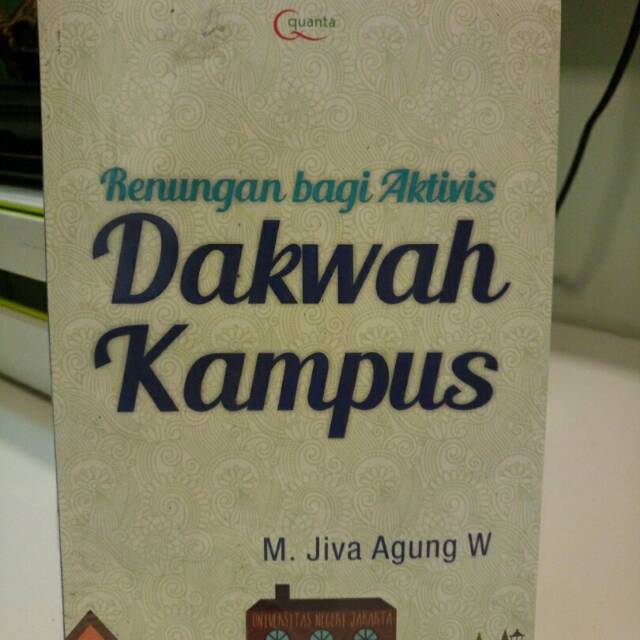 quanta
Renungan bagi Aktivis
Dakwah
Kampus
M. Jiva Agung W
UNIVERSITAS NEGERI JAKARTA